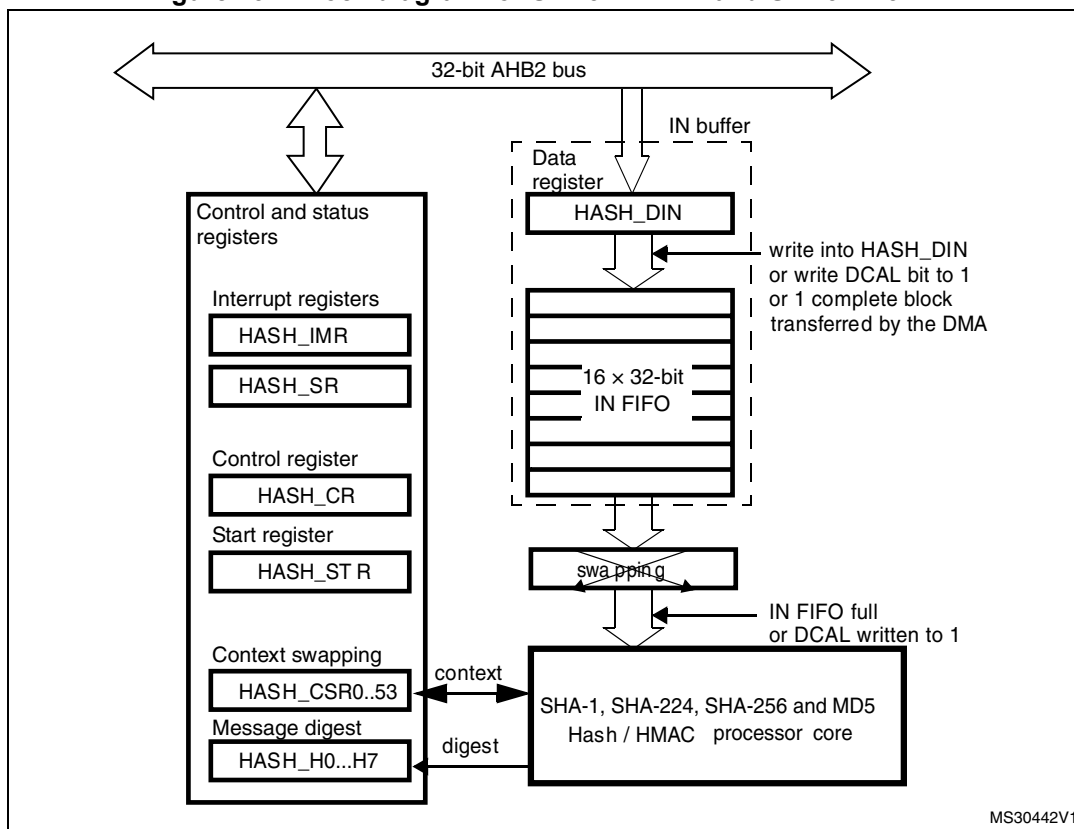 32-bit AHB2 bus
IN buffer
Data
register
HASH_DIN
write into HASH_DIN
or write DCAL bit to 1
or 1 complete block
transferred by the DMA
16 × 32-bit
IN FIFO
swapping
IN FIFO full
or DCAL written to 1
Control and status
registers
Interrupt registers
HASH_IMR
HASH_SR
Control register
HASH_CR
Start register
HASH_STR
Context swapping
HASH_CSR0..53
context
Message digest
HASH_H0...H7
digest
SHA-1, SHA-224, SHA-256 and MD5
Hash / HMAC processor core
MS30442V1